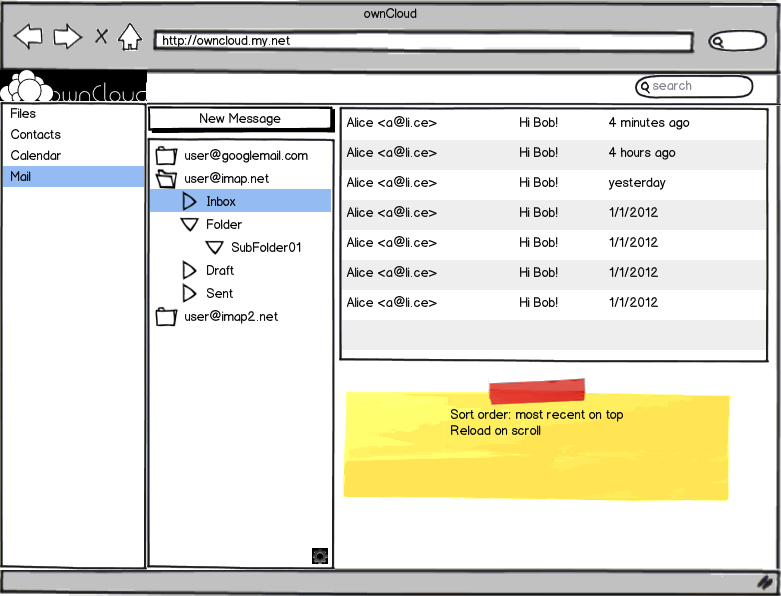 ownCloud
http://owncloud.my.net
ownCloud
search
Files
Contacts
Calendar
Mail
New Message
user@googlemail.com
user@imap.net
Inbox
Folder
SubFolder01
Draft
Sent
user@imap2.net
Alice <a@li.ce> Hi Bob! 4 minutes ago
Alice <a@li.ce> Hi Bob! 4 hours ago
Alice <a@li.ce> Hi Bob! yesterday
Alice <a@li.ce> Hi Bob! 1/1/2012
Alice <a@li.ce> Hi Bob! 1/1/2012
Alice <a@li.ce> Hi Bob! 1/1/2012
Alice <a@li.ce> Hi Bob! 1/1/2012
Sort order: most recent on top
Reload on scroll